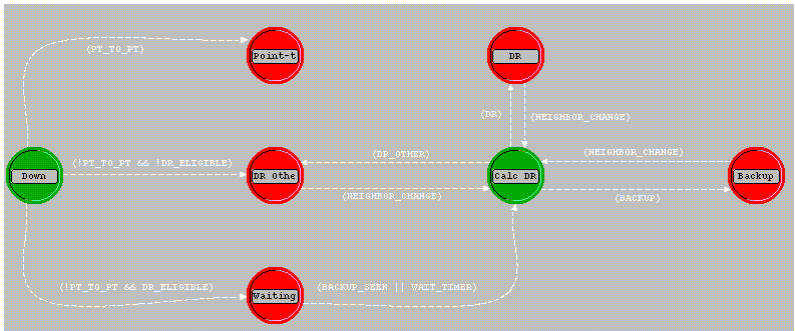 (PT_TO_PT)
Point-t
DR
(DR)
(NEIGHBOR_CHANGE)
(DR_OTHER)
(NEIGHBOR_CHANGE)
(!PT_TO_PT && !DR_ELIGIBLE)
Down
DR Othe
Calc DR
Backup
(NEIGHBOR_CHANGE)
(BACKUP)
(!PT_TO_PT && DR_ELIGIBLE)
(BACKUP_SEEN || WAIT_TIMER)
Waiting